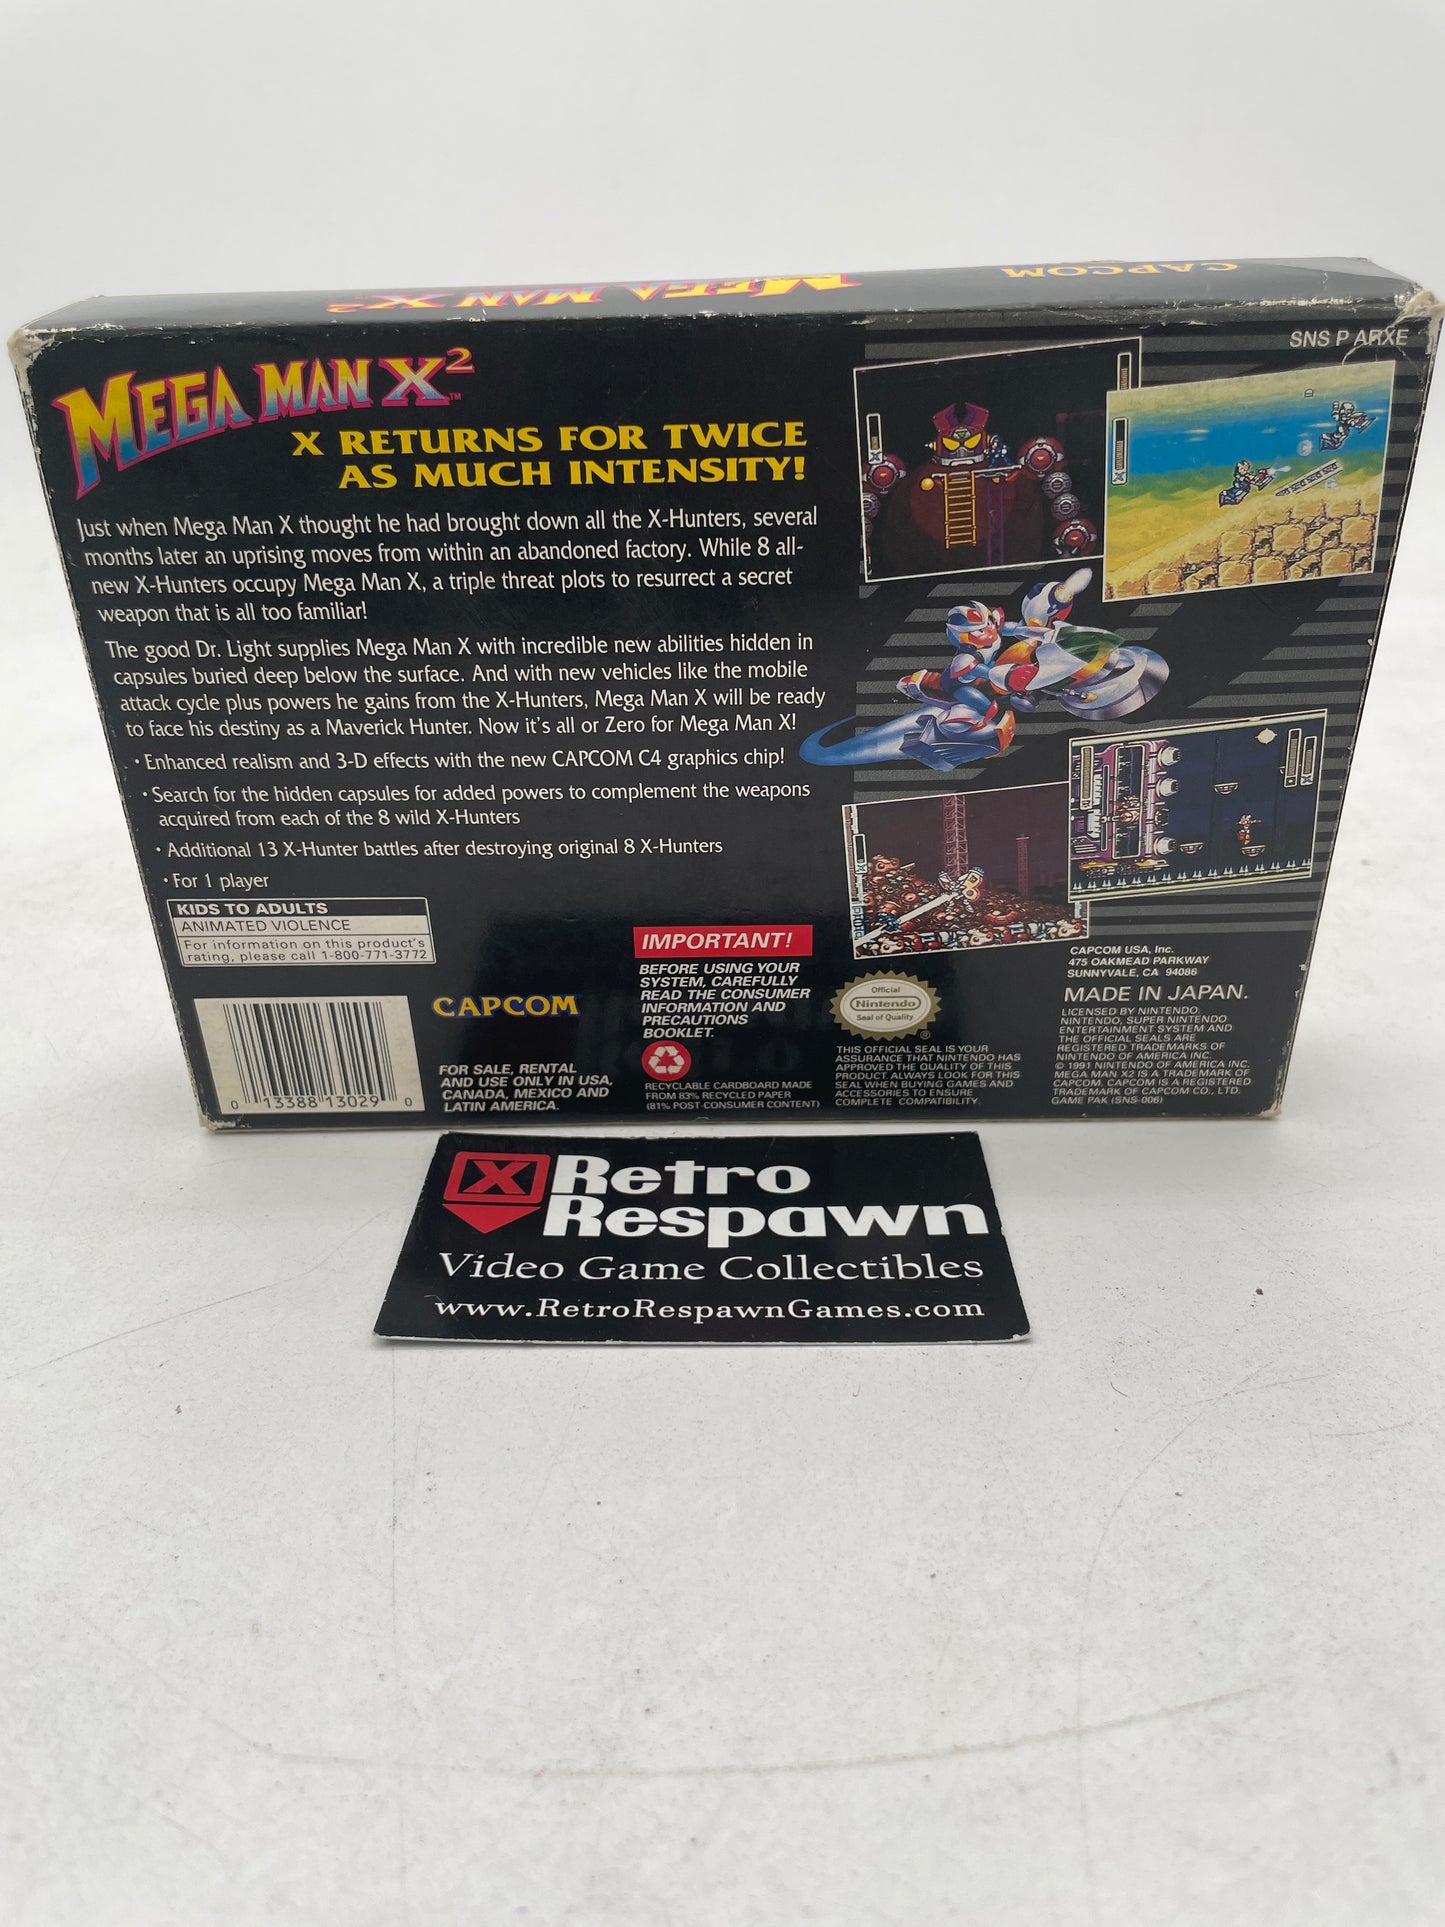 MEGA MAN X2
CAPCOM
SNS P ARXE
MEGA MAN X2™
X RETURNS FOR TWICE
AS MUCH INTENSITY!
Just when Mega Man X thought he had brought down all the X-Hunters, several
months later an uprising moves from within an abandoned factory. While 8 all-
new X-Hunters occupy Mega Man X, a triple threat plots to resurrect a secret
weapon that is all too familiar!
The good Dr. Light supplies Mega Man X with incredible new abilities hidden in
capsules buried deep below the surface. And with new vehicles like the mobile
attack cycle plus powers he gains from the X-Hunters, Mega Man X will be ready
to face his destiny as a Maverick Hunter. Now it's all or Zero for Mega Man X!
• Enhanced realism and 3-D effects with the new CAPCOM C4 graphics chip!
• Search for the hidden capsules for added powers to complement the weapons
acquired from each of the 8 wild X-Hunters
• Additional 13 X-Hunter battles after destroying original 8 X-Hunters
• For 1 player
KIDS TO ADULTS
ANIMATED VIOLENCE
For information on this product's
rating, please call 1-800-771-3772
0 13388 13029 0
CAPCOM
FOR SALE, RENTAL
AND USE ONLY IN USA,
CANADA, MEXICO AND
LATIN AMERICA.
IMPORTANT!
BEFORE USING YOUR
SYSTEM, CAREFULLY
READ THE CONSUMER
INFORMATION AND
PRECAUTIONS
BOOKLET.
RECYCLABLE CARDBOARD MADE
FROM 83% RECYCLED PAPER
(81% POST-CONSUMER CONTENT)
Official
Nintendo
Seal of Quality
®
THIS OFFICIAL SEAL IS YOUR
ASSURANCE THAT NINTENDO HAS
APPROVED THE QUALITY OF THIS
PRODUCT. ALWAYS LOOK FOR THIS
SEAL WHEN BUYING GAMES AND
ACCESSORIES TO ENSURE
COMPLETE COMPATIBILITY.
CAPCOM USA, Inc.
475 OAKMEAD PARKWAY
SUNNYVALE, CA 94086
MADE IN JAPAN.
LICENSED BY NINTENDO.
NINTENDO, SUPER NINTENDO
ENTERTAINMENT SYSTEM AND
THE OFFICIAL SEALS ARE
REGISTERED TRADEMARKS OF
NINTENDO OF AMERICA INC.
© 1991 NINTENDO OF AMERICA INC.
MEGA MAN X2 IS A TRADEMARK OF
CAPCOM. CAPCOM IS A REGISTERED
TRADEMARK OF CAPCOM CO., LTD.
GAME PAK (SNS-006)
X Retro
Respawn
Video Game Collectibles
www.RetroRespawnGames.com